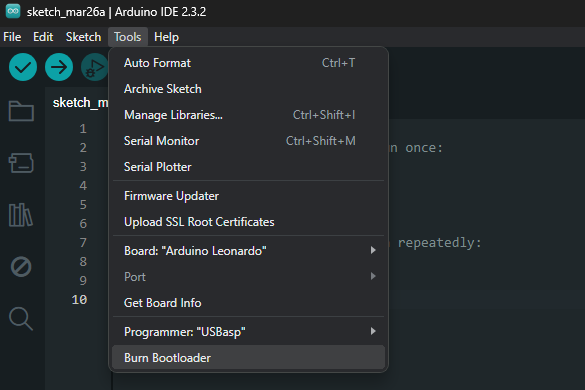 sketch_mar26a | Arduino IDE 2.3.2
File Edit Sketch Tools Help
Auto Format Ctrl+T
sketch_m
Archive Sketch
Manage Libraries... Ctrl+Shift+I
Serial Monitor Ctrl+Shift+M
Serial Plotter
Firmware Updater
Upload SSL Root Certificates
Board: "Arduino Leonardo"
Port
Get Board Info
Programmer: "USBasp"
Burn Bootloader
1
2 n once:
3
4
5
6
7 repeatedly:
8
9
10